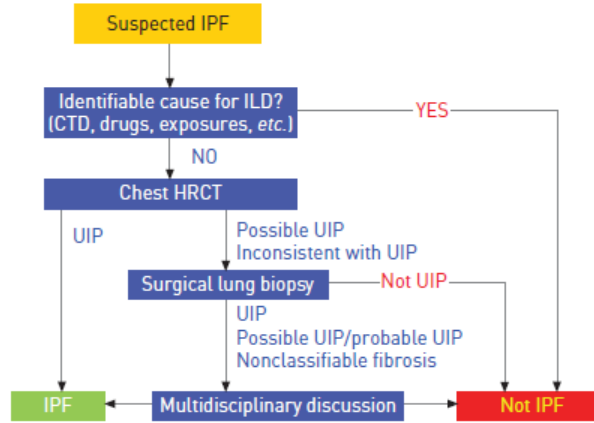 Suspected IPF
Identifiable cause for ILD?
(CTD, drugs, exposures, etc.)
YES
NO
Chest HRCT
UIP
Possible UIP
Inconsistent with UIP
Surgical lung biopsy
Not UIP
UIP
Possible UIP/probable UIP
Nonclassifiable fibrosis
IPF
Multidisciplinary discussion
Not IPF